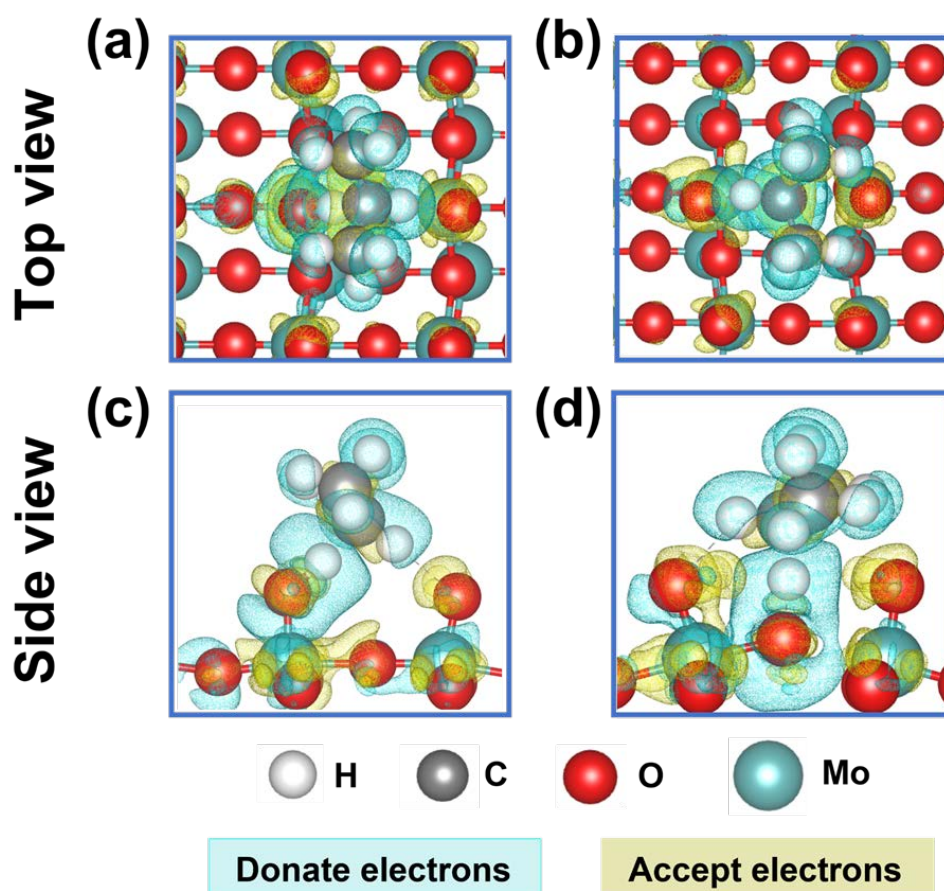 (a)
(b)
Top view
(c)
(d)
Side view
H
C
O
Mo
Donate electrons
Accept electrons